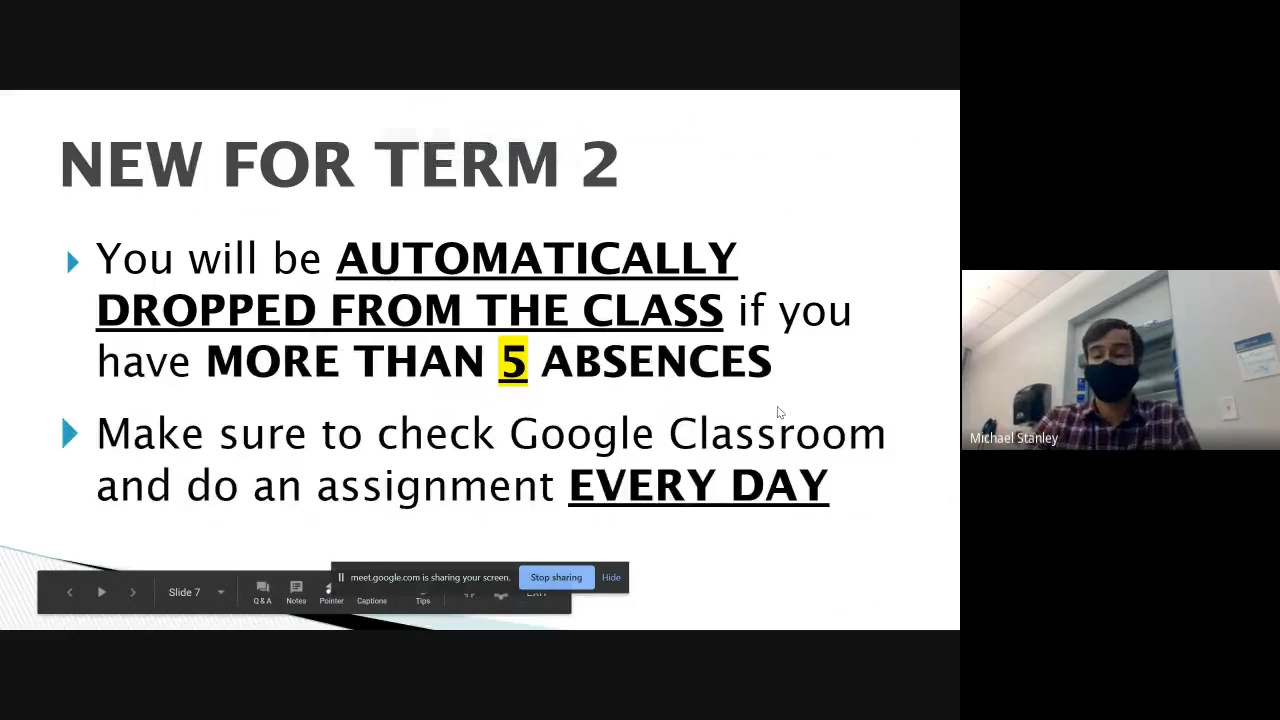 NEW FOR TERM 2
You will be AUTOMATICALLY
DROPPED FROM THE CLASS if you
have MORE THAN 5 ABSENCES
Make sure to check Google Classroom
and do an assignment EVERY DAY
Michael Stanley
meet.google.com is sharing your screen.
Stop sharing
Hide
Slide 7
Q & A
Notes
Pointer
Captions
Tips
EXIT